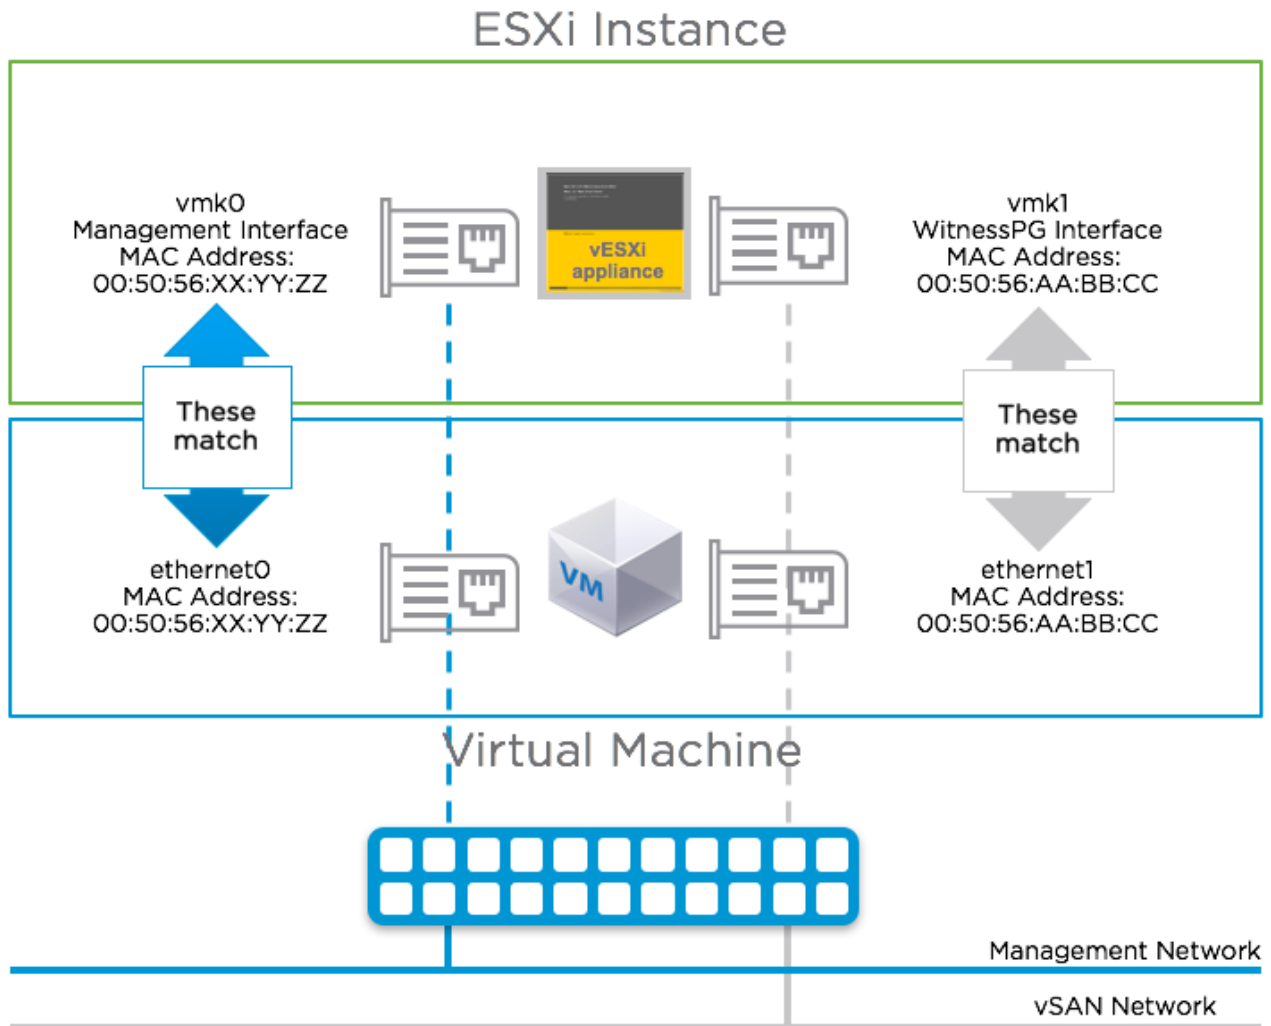 ESXi Instance
vmk0
Management Interface
MAC Address:
00:50:56:XX:YY:ZZ
vESXi
appliance
vmk1
WitnessPG Interface
MAC Address:
00:50:56:AA:BB:CC
These
match
These
match
ethernet0
MAC Address:
00:50:56:XX:YY:ZZ
VM
ethernet1
MAC Address:
00:50:56:AA:BB:CC
Virtual Machine
Management Network
vSAN Network